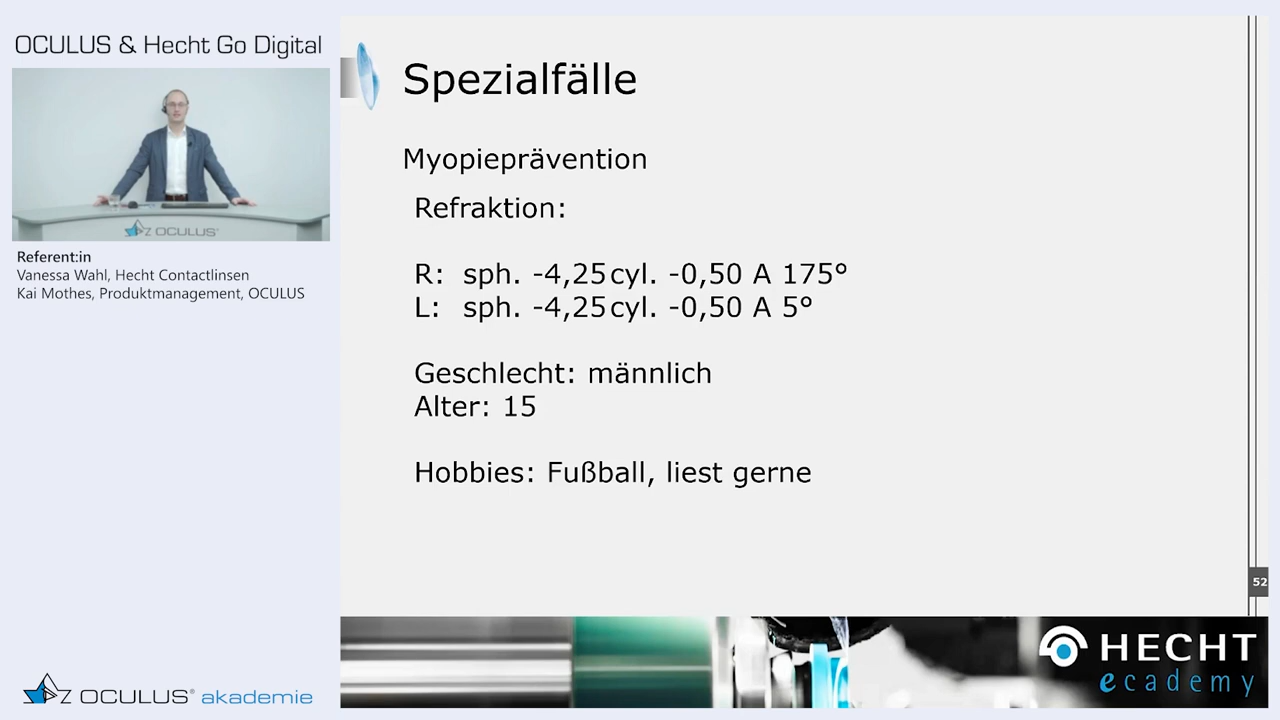 OCULUS & Hecht Go Digital
OCULUS®
Referent:in
Vanessa Wahl, Hecht Contactlinsen
Kai Mothes, Produktmanagement, OCULUS
OCULUS® akademie
Spezialfälle
Myopieprävention
Refraktion:
R: sph. -4,25 cyl. -0,50 A 175°
L: sph. -4,25 cyl. -0,50 A 5°
Geschlecht: männlich
Alter: 15
Hobbies: Fußball, liest gerne
52
HECHT
ecademy